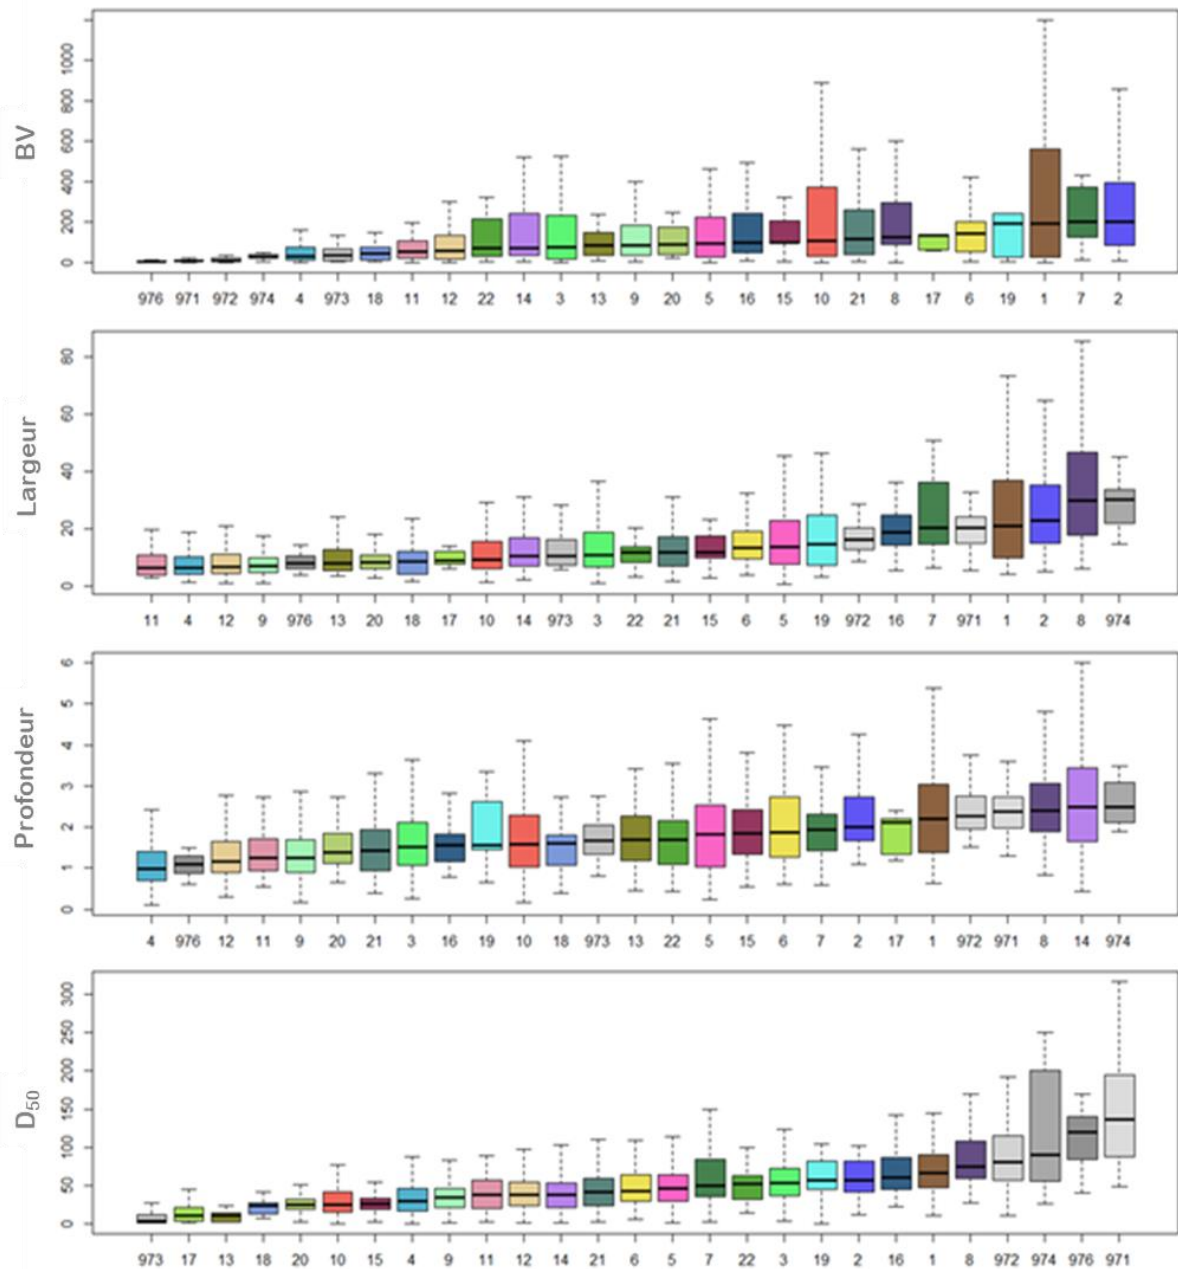 BV
0 200 400 600 800 1000
976 971 972 974 4 973 18 11 12 22 14 3 13 9 20 5 16 15 10 21 8 17 6 19 1 7 2
Largeur
0 20 40 60 80
11 4 12 9 976 13 20 18 17 10 14 973 3 22 21 15 6 5 19 972 16 7 971 1 2 8 974
Profondeur
0 1 2 3 4 5 6
4 976 12 11 9 20 21 3 16 19 10 18 973 13 22 5 15 6 7 2 17 1 972 971 8 14 974
D50
0 50 100 150 200 250 300
973 17 13 18 20 10 15 4 9 11 12 14 21 6 5 7 22 3 19 2 16 1 8 972 974 976 971